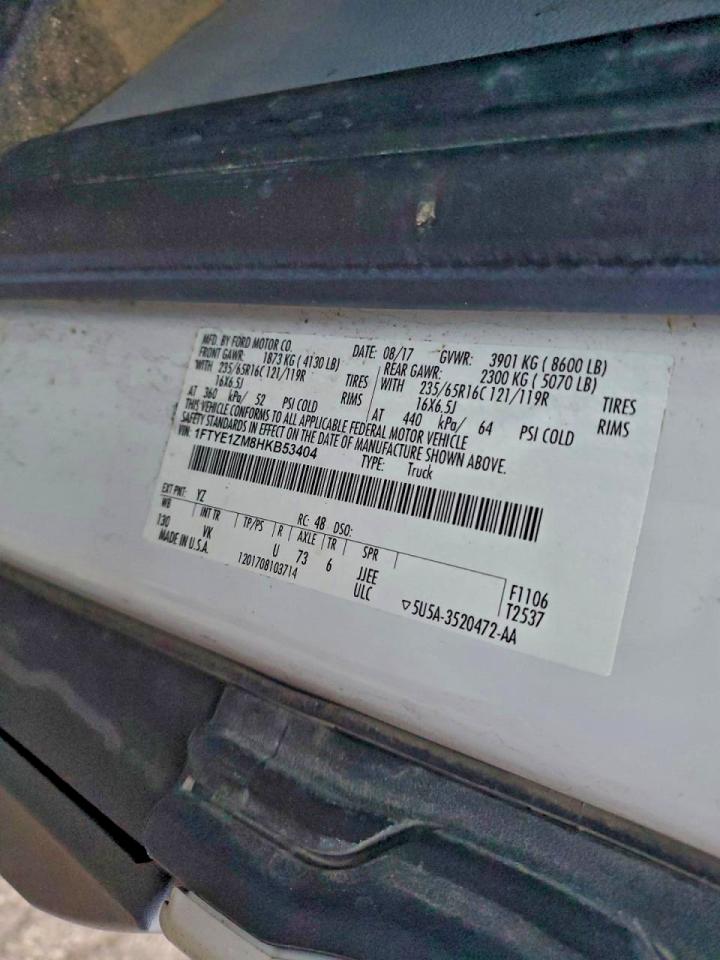 MFD. BY FORD MOTOR CO.
DATE: 08/17 GVWR: 3901 KG ( 8600 LB)
FRONT GAWR: 1873 KG ( 4130 LB)
WITH 235/65R16C 121/119R TIRES
16X6.5J RIMS
AT 360 kPa/ 52 PSI COLD
REAR GAWR: 2300 KG ( 5070 LB)
WITH 235/65R16C 121/119R TIRES
16X6.5J RIMS
AT 440 kPa/ 64 PSI COLD
THIS VEHICLE CONFORMS TO ALL APPLICABLE FEDERAL MOTOR VEHICLE
SAFETY STANDARDS IN EFFECT ON THE DATE OF MANUFACTURE SHOWN ABOVE.
VIN: 1FTYE1ZM8HKB53404
TYPE: Truck
EXT PNT: YZ RC: 48 DSO:
WB INT TR TP/PS R AXLE TR SPR
130 VK U 73 6 JJEE
MADE IN U.S.A. 1201708103714 ULC
F1106
T2537
▽5U5A-3520472-AA